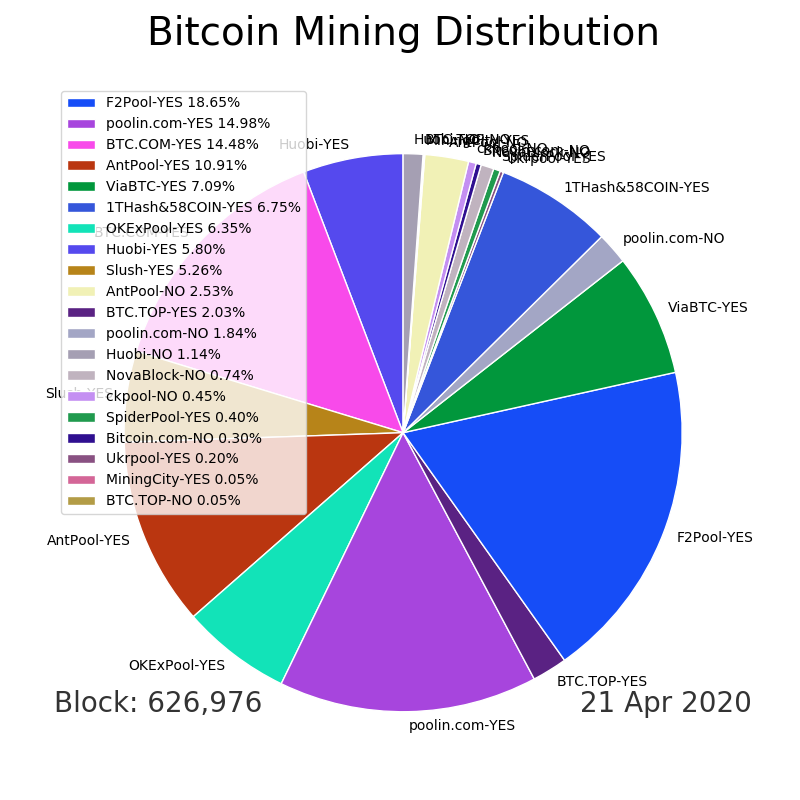 Bitcoin Mining Distribution
F2Pool-YES 18.65%
poolin.com-YES 14.98%
BTC.COM-YES 14.48%
AntPool-YES 10.91%
ViaBTC-YES 7.09%
1THash&58COIN-YES 6.75%
OKExPool-YES 6.35%
Huobi-YES 5.80%
Slush-YES 5.26%
AntPool-NO 2.53%
BTC.TOP-YES 2.03%
poolin.com-NO 1.84%
Huobi-NO 1.14%
NovaBlock-NO 0.74%
ckpool-NO 0.45%
SpiderPool-YES 0.40%
Bitcoin.com-NO 0.30%
Ukrpool-YES 0.20%
MiningCity-YES 0.05%
BTC.TOP-NO 0.05%
Huobi-YES
BTC.COM-YES
Slush-YES
AntPool-YES
OKExPool-YES
poolin.com-YES
BTC.TOP-YES
F2Pool-YES
ViaBTC-YES
poolin.com-NO
1THash&58COIN-YES
Block: 626,976
21 Apr 2020